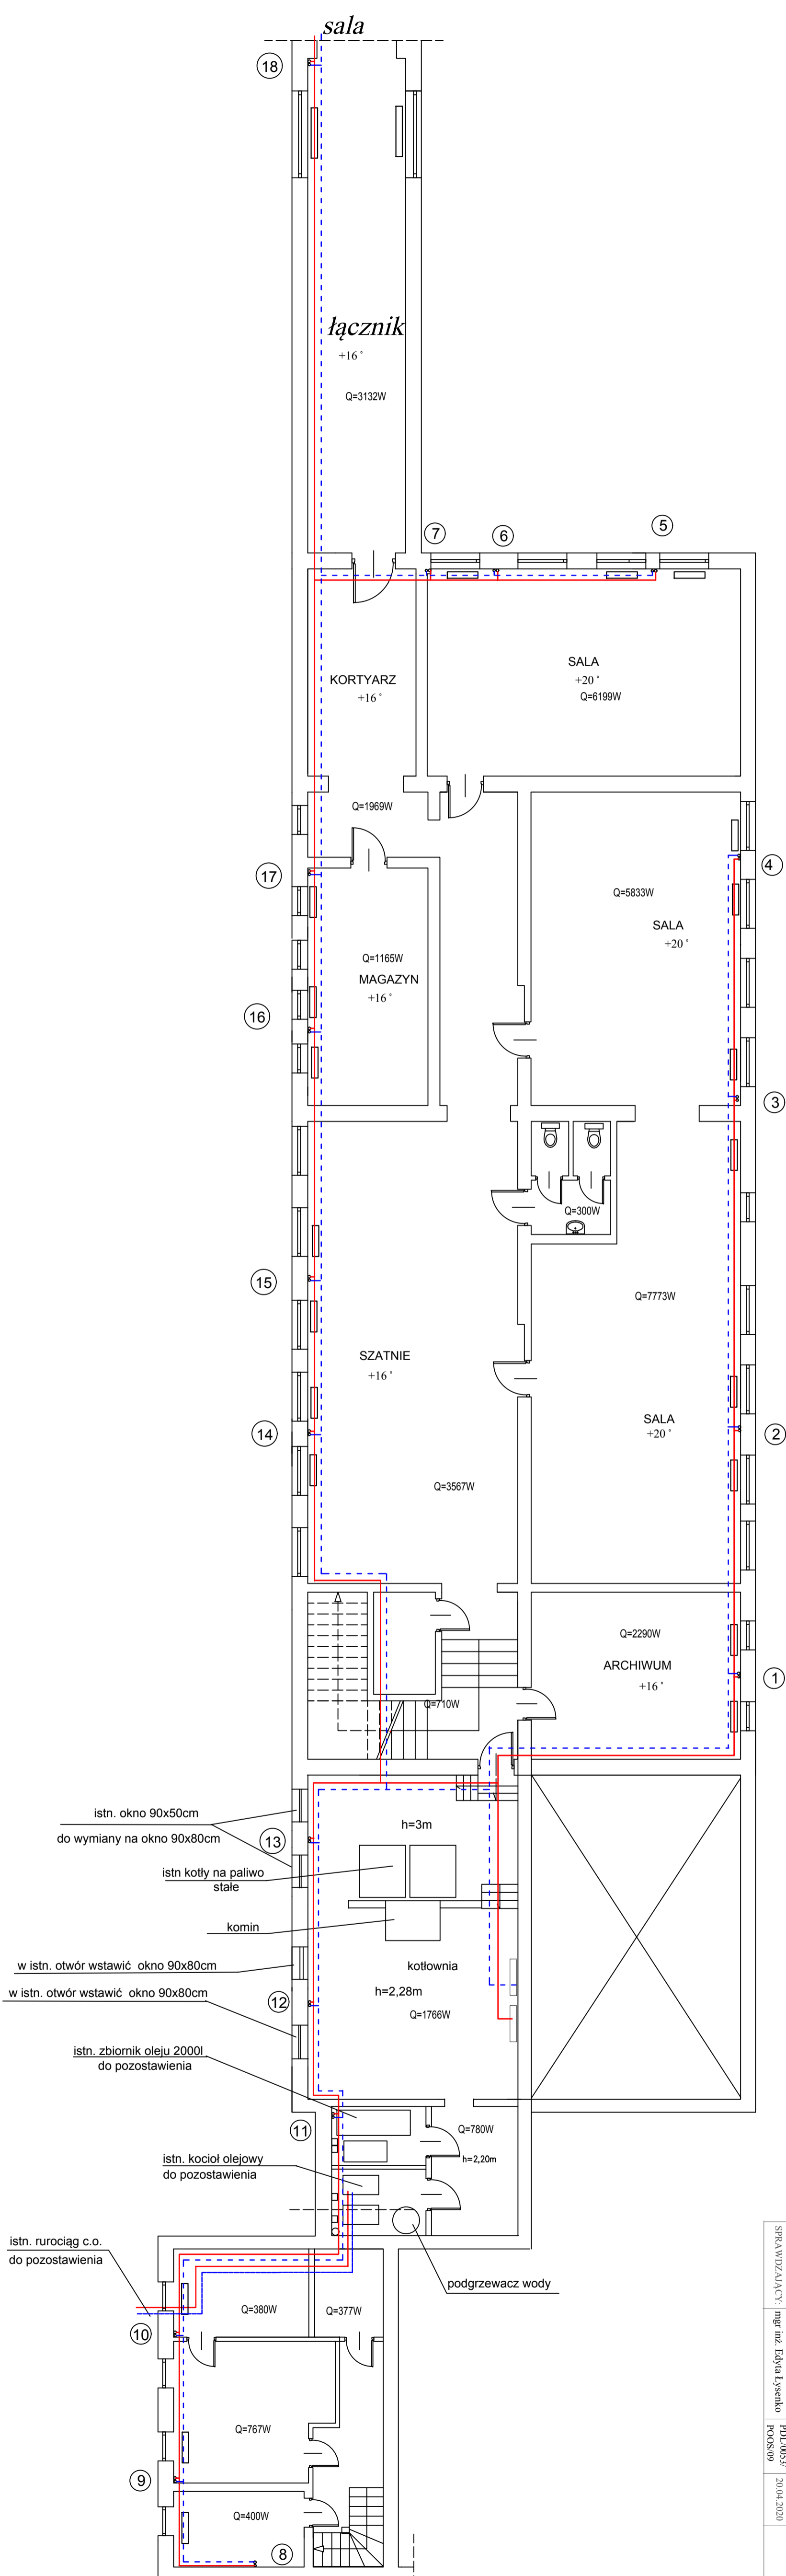 sala
18
łącznik
+16°
Q=3132W
7
6
5
SALA
+20°
Q=6199W
KORTYARZ
+16°
Q=1969W
4
17
Q=5833W
SALA
+20°
Q=1165W
MAGAZYN
+16°
16
3
Q=300W
15
Q=7773W
SZATNIE
+16°
SALA
+20°
14
2
Q=3567W
Q=2290W
ARCHIWUM
+16°
1
Q=710W
istn. okno 90x50cm
do wymiany na okno 90x80cm
13
h=3m
istn kotły na paliwo
stałe
komin
kotłownia
w istn. otwór wstawić okno 90x80cm
h=2,28m
w istn. otwór wstawić okno 90x80cm
12
Q=1766W
istn. zbiornik oleju 2000l
do pozostawienia
11
Q=780W
h=2,20m
istn. kocioł olejowy
do pozostawienia
istn. rurociąg c.o.
do pozostawienia
podgrzewacz wody
10
Q=380W
Q=377W
Q=767W
9
Q=400W
8
SPRAWDZAJĄCY:
mgr inż. Edyta Łysenko
PDL/0053/
POOS/09
20.04.2020